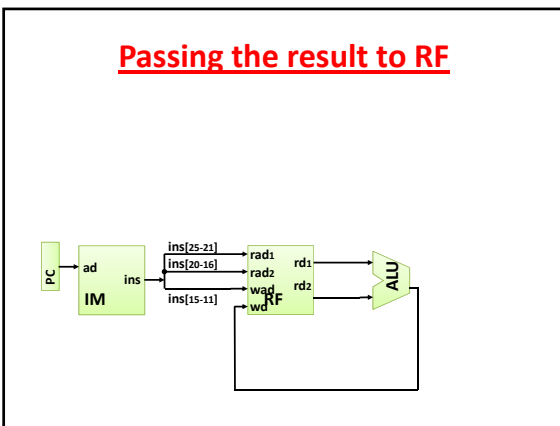 Passing the result to RF
ins[25-21]
ins[20-16]
ins[15-11]
PC
ad
ins
IM
rad1
rad2
wad
wd
RF
rd1
rd2
ALU